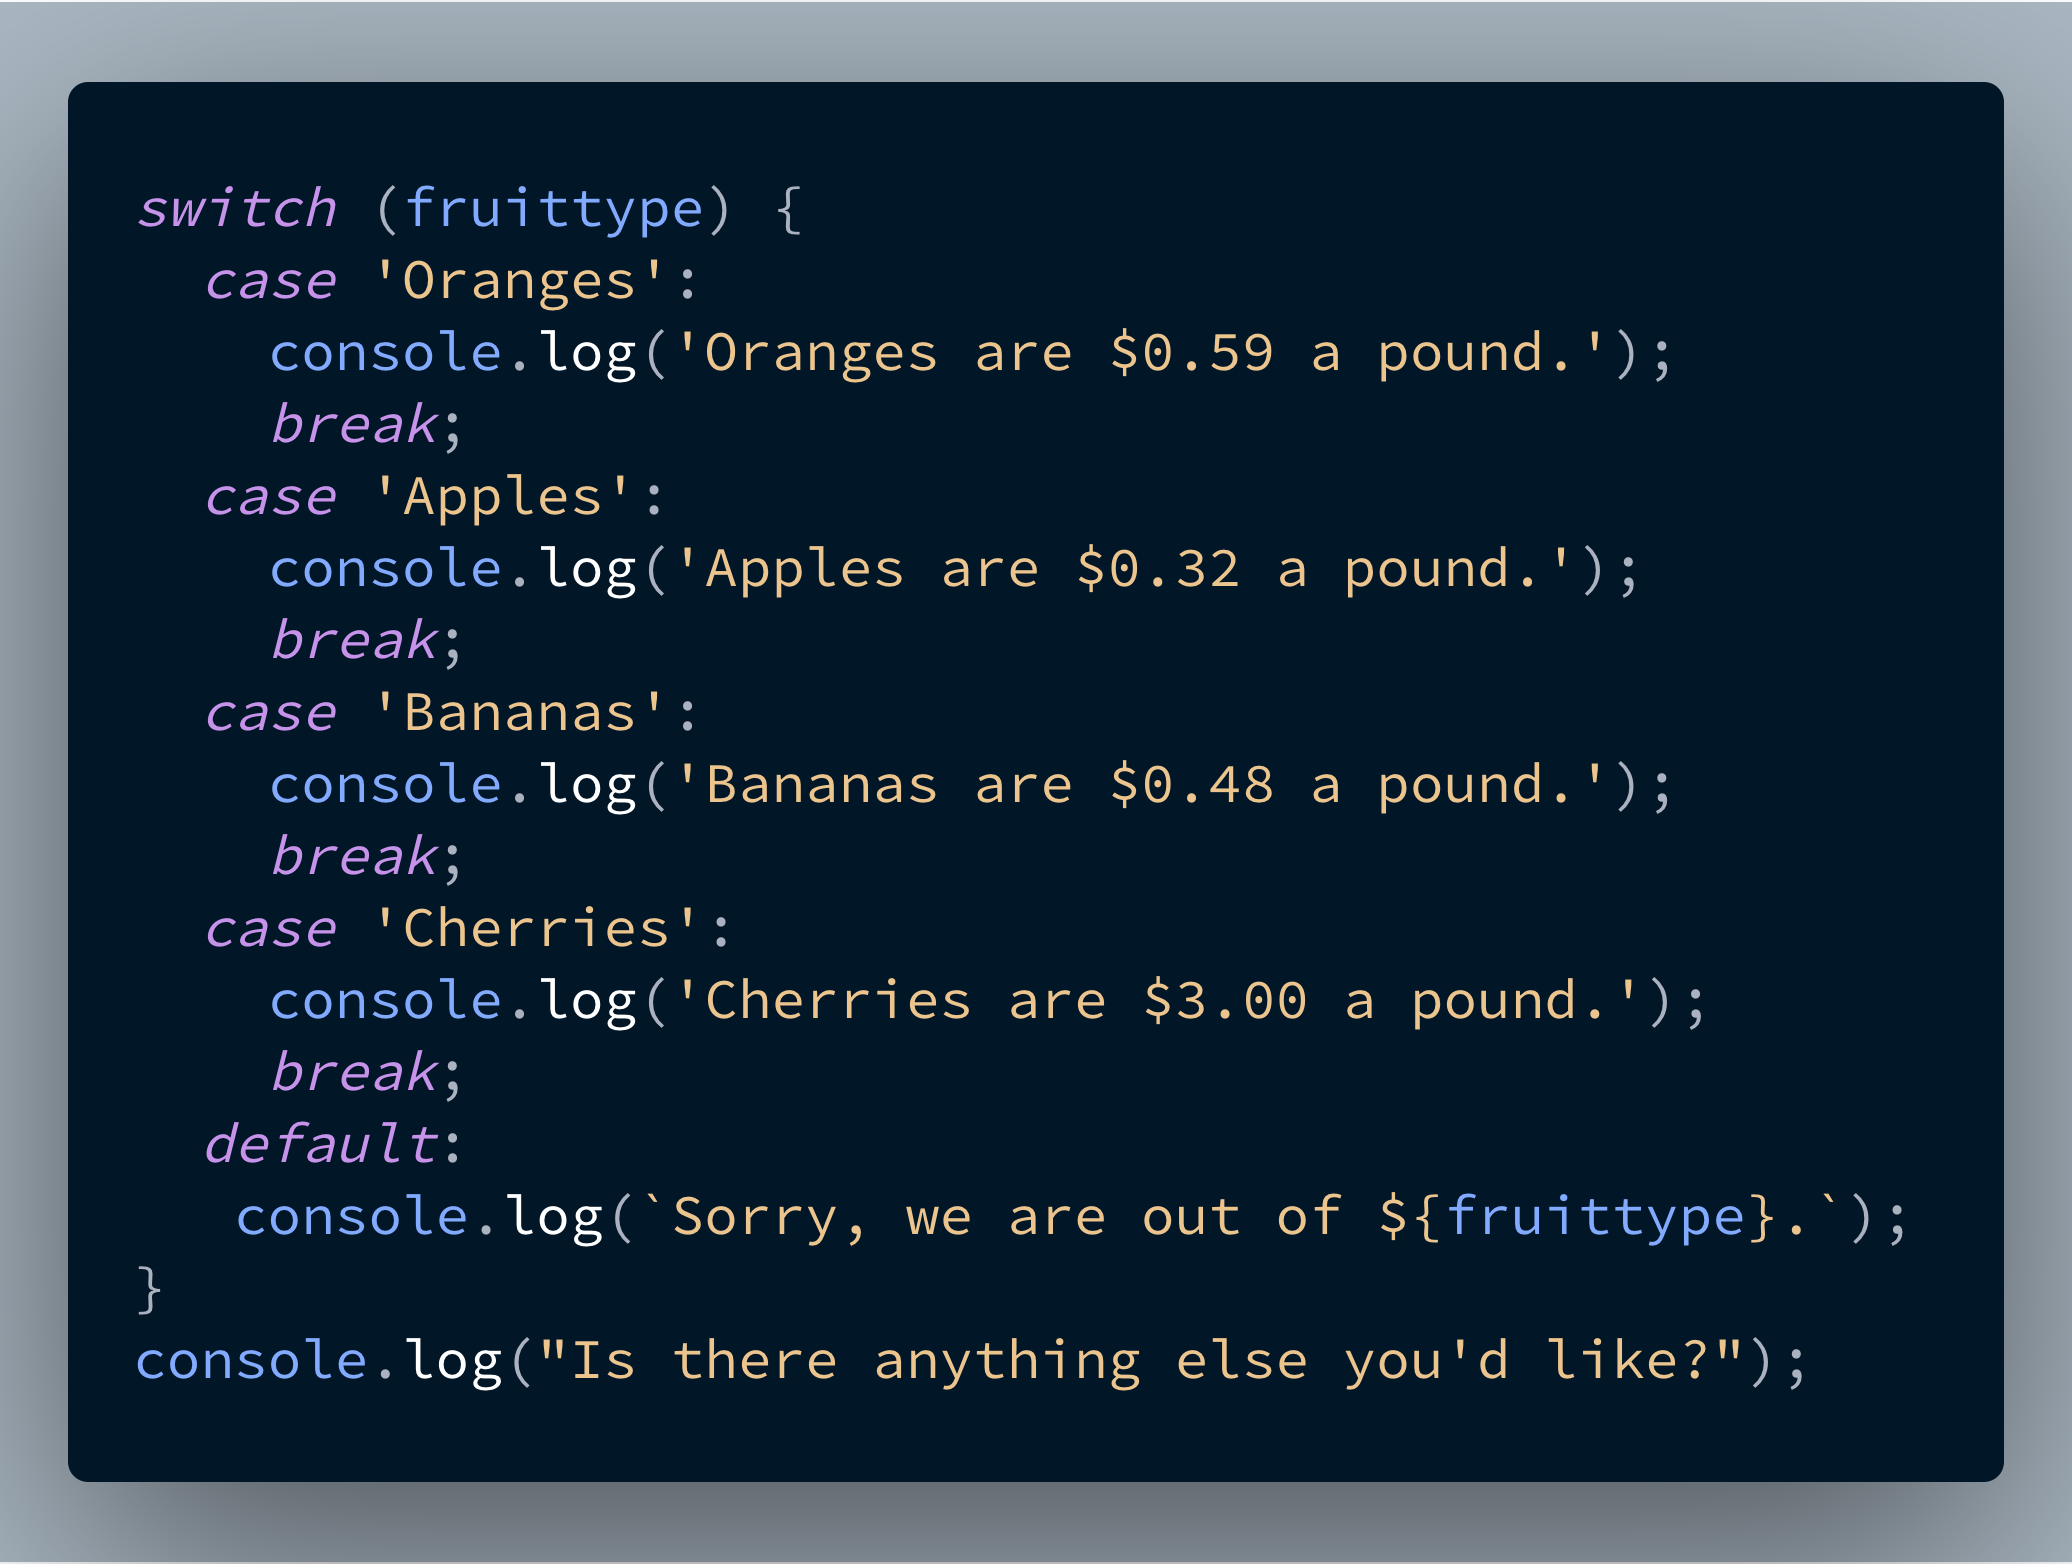 switch (fruittype) {
  case 'Oranges':
    console.log('Oranges are $0.59 a pound.');
    break;
  case 'Apples':
    console.log('Apples are $0.32 a pound.');
    break;
  case 'Bananas':
    console.log('Bananas are $0.48 a pound.');
    break;
  case 'Cherries':
    console.log('Cherries are $3.00 a pound.');
    break;
  default:
   console.log(`Sorry, we are out of ${fruittype}.`);
}
console.log("Is there anything else you'd like?");